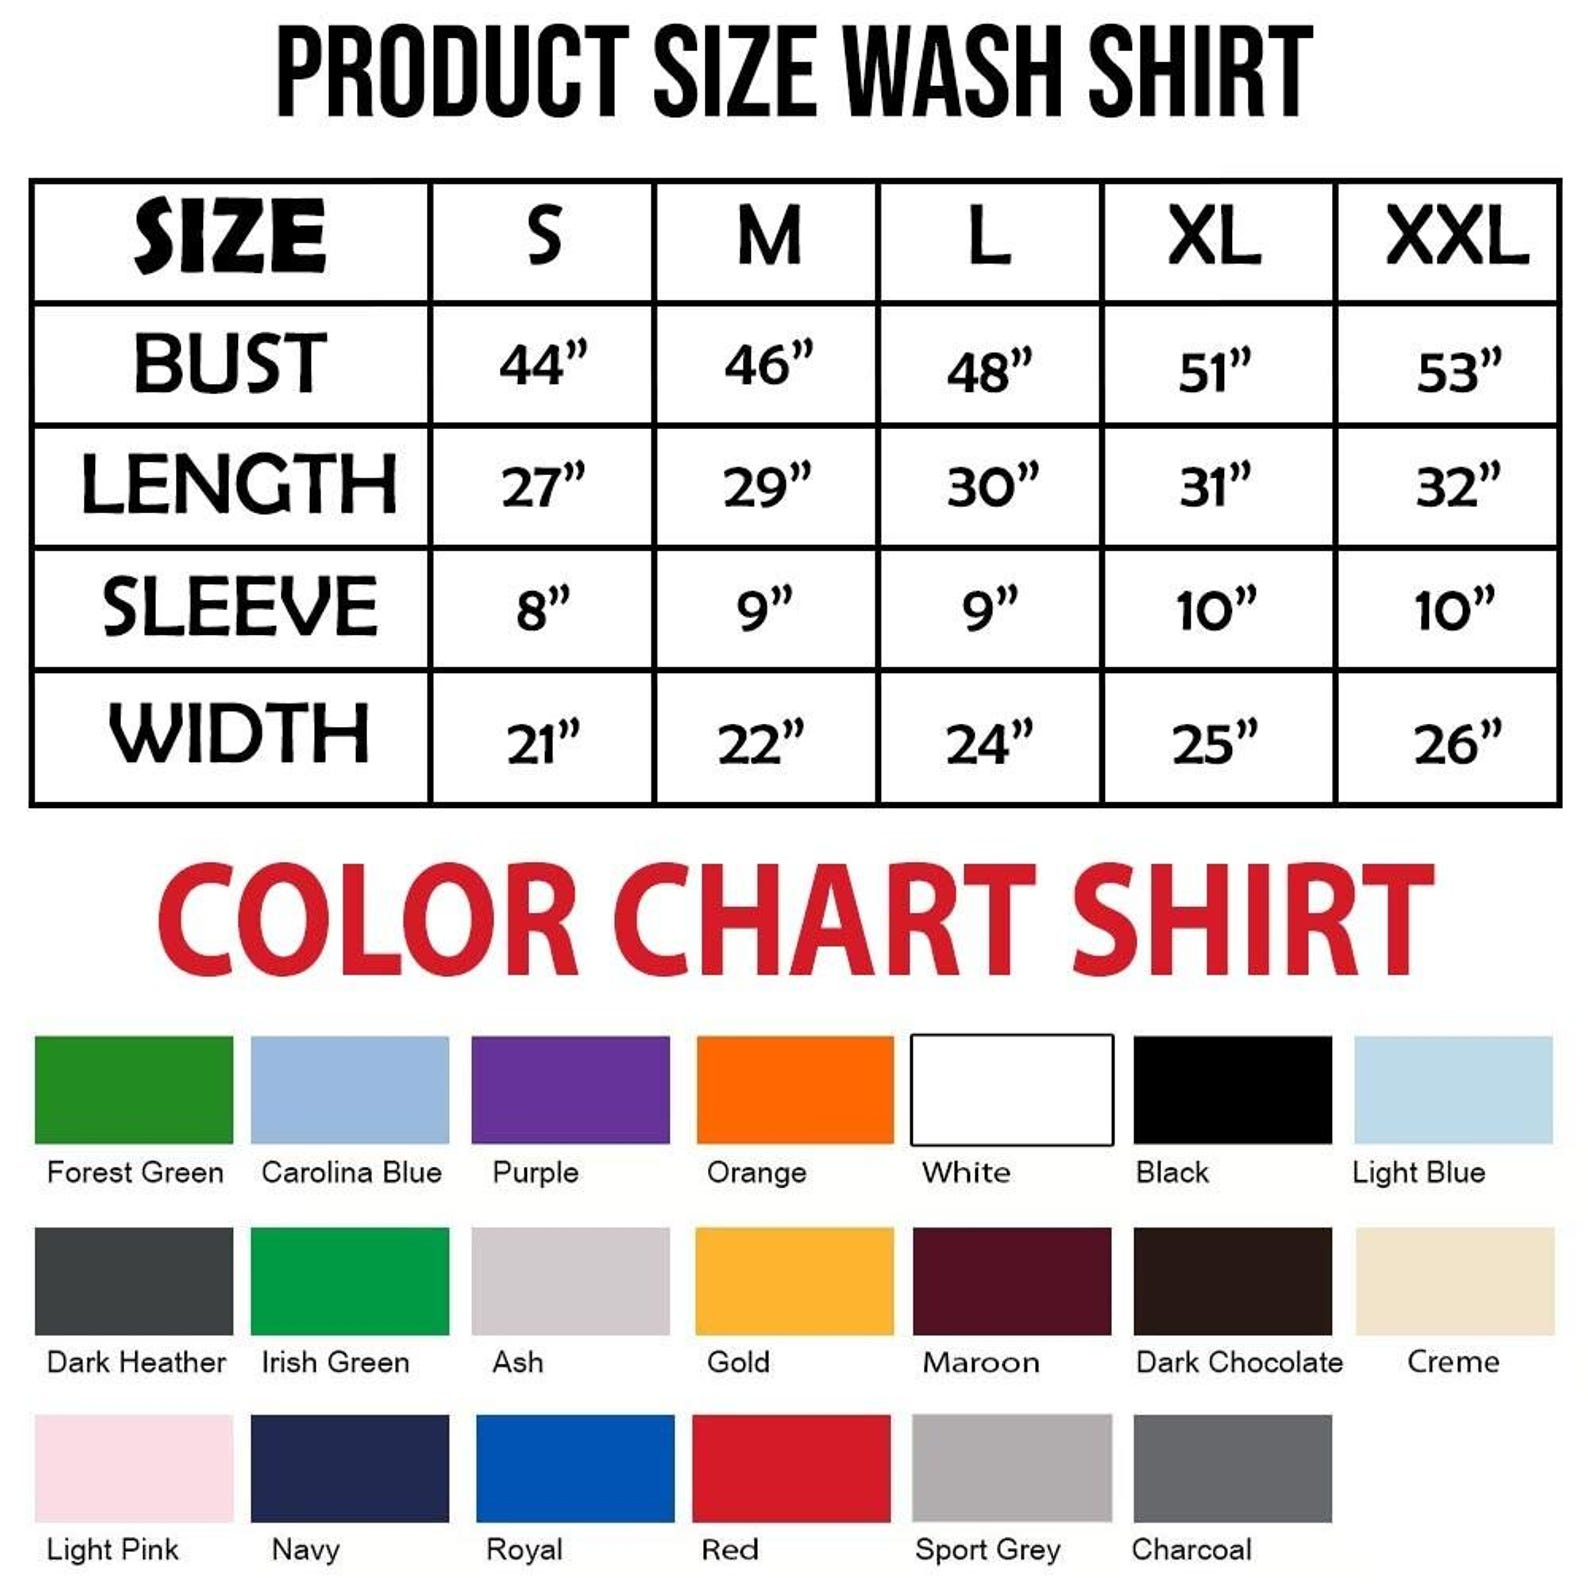 PRODUCT SIZE WASH SHIRT
SIZE S M L XL XXL
BUST 44” 46” 48” 51” 53”
LENGTH 27” 29” 30” 31” 32”
SLEEVE 8” 9” 9” 10” 10”
WIDTH 21” 22” 24” 25” 26”
COLOR CHART SHIRT
Forest Green Carolina Blue Purple Orange White Black Light Blue
Dark Heather Irish Green Ash Gold Maroon Dark Chocolate Creme
Light Pink Navy Royal Red Sport Grey Charcoal